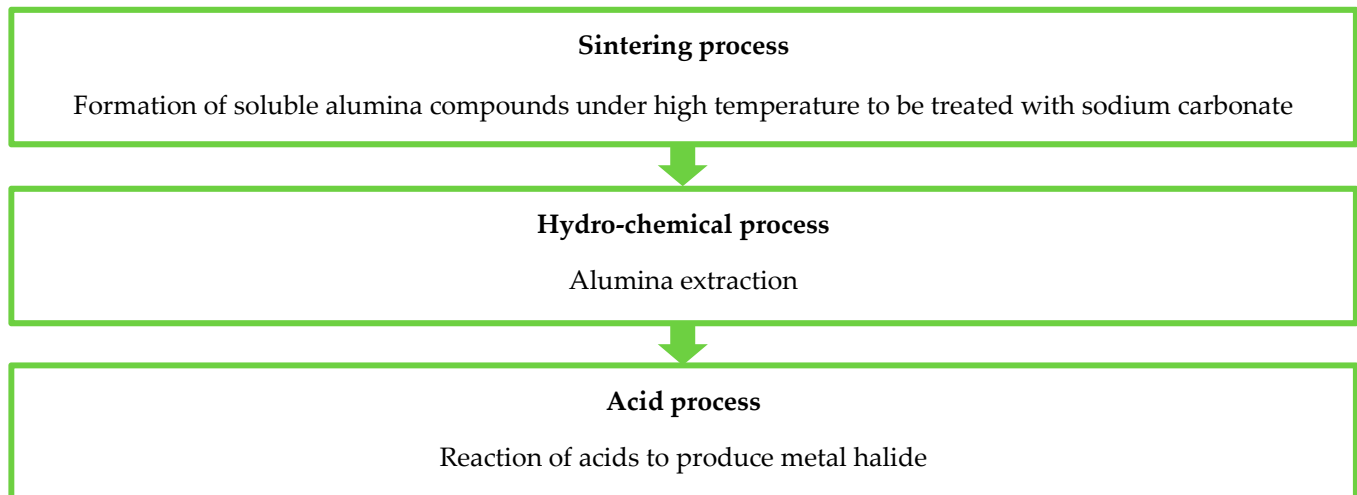 Sintering process
Formation of soluble alumina compounds under high temperature to be treated with sodium carbonate
Hydro-chemical process
Alumina extraction
Acid process
Reaction of acids to produce metal halide